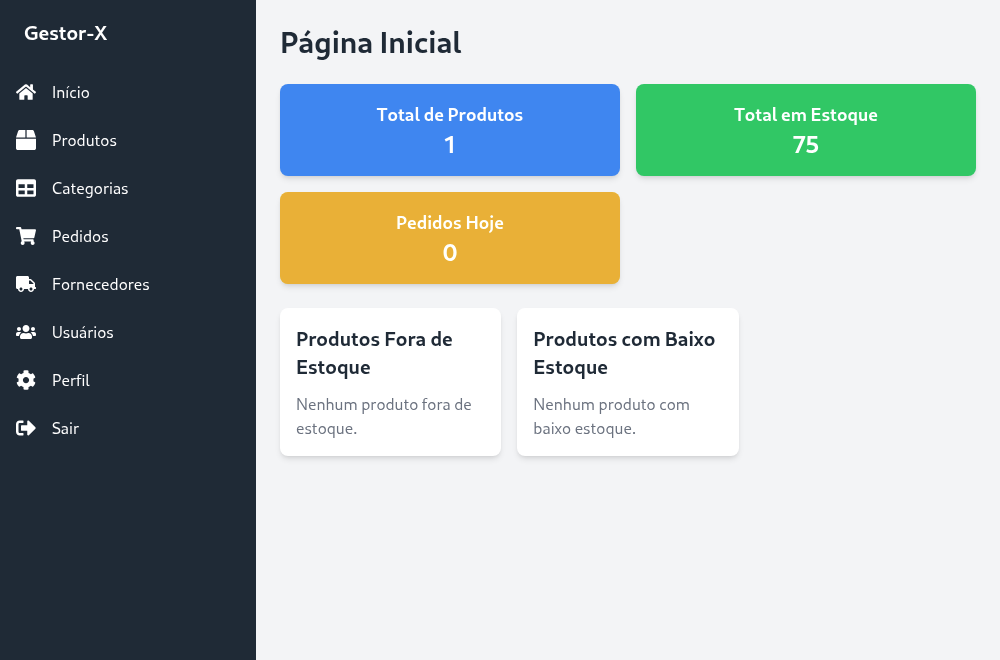 Gestor-X
Início
Produtos
Categorias
Pedidos
Fornecedores
Usuários
Perfil
Sair
Página Inicial
Total de Produtos
1
Total em Estoque
75
Pedidos Hoje
0
Produtos Fora de
Estoque
Nenhum produto fora de
estoque.
Produtos com Baixo
Estoque
Nenhum produto com
baixo estoque.